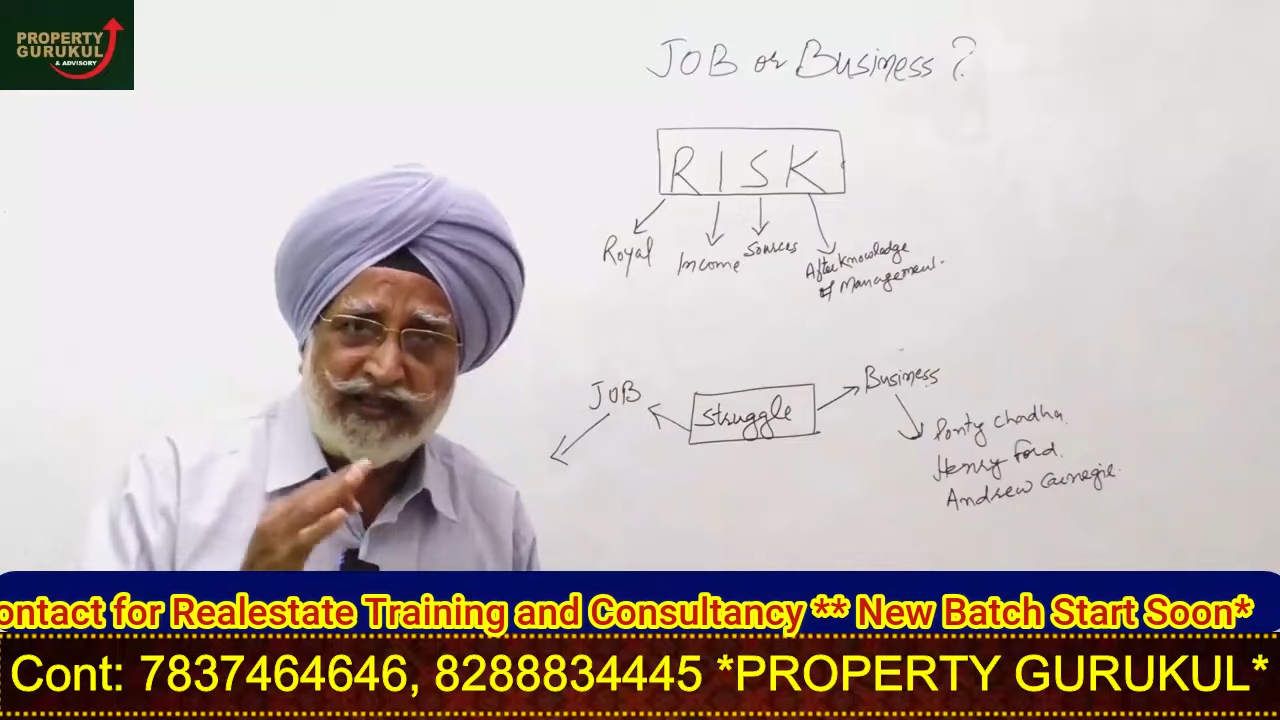 PROPERTY
GURUKUL
& ADVISORY
JOB or Business ?
RISK
Royal
Income
Sources
After Knowledge
of Management.
JOB
Struggle
Business
Ponty Chadha.
Henry Ford.
Andrew Carnegie.
ontact for Realestate Training and Consultancy ** New Batch Start Soon*
Cont: 7837464646, 8288834445 *PROPERTY GURUKUL*